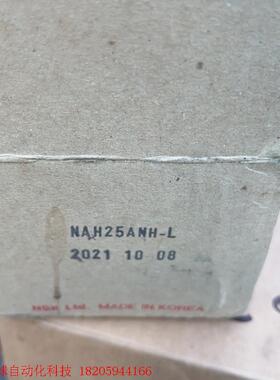 NAH25ANH-L
2021 10 08
NSK Ltd. MADE IN KOREA
自动化科技 18205944166